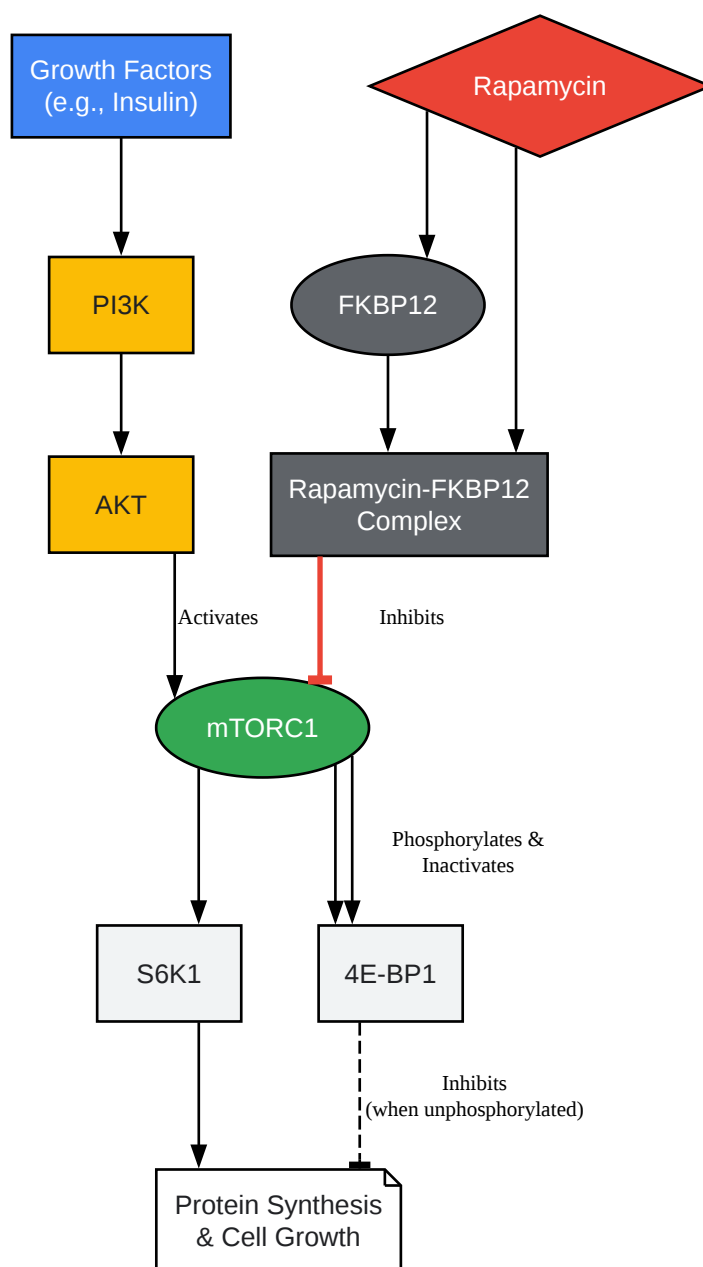 Growth Factors
(e.g., Insulin)
Rapamycin
PI3K
FKBP12
AKT
Rapamycin-FKBP12
Complex
Activates
Inhibits
mTORC1
Phosphorylates &
Inactivates
S6K1
4E-BP1
Inhibits
(when unphosphorylated)
Protein Synthesis
& Cell Growth